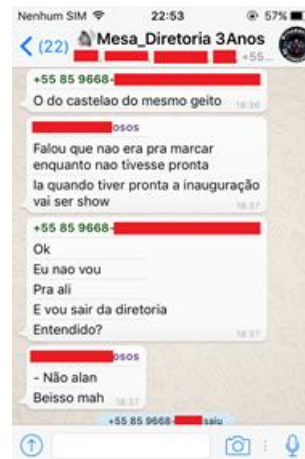 Nenhum SIM 22:53 57%
(22) Mesa_Diretoria 3Anos
+55...
+55 85 9668-
O do castelao do mesmo geito 18:36
osos
Falou que nao era pra marcar
enquanto nao tivesse pronta
la quando tiver pronta a inauguração
vai ser show 18:37
+55 85 9668-
Ok
Eu nao vou
Pra ali
E vou sair da diretoria
Entendido? 18:37
osos
- Não alan
Beisso mah 18:37
+55 85 9668- saiu